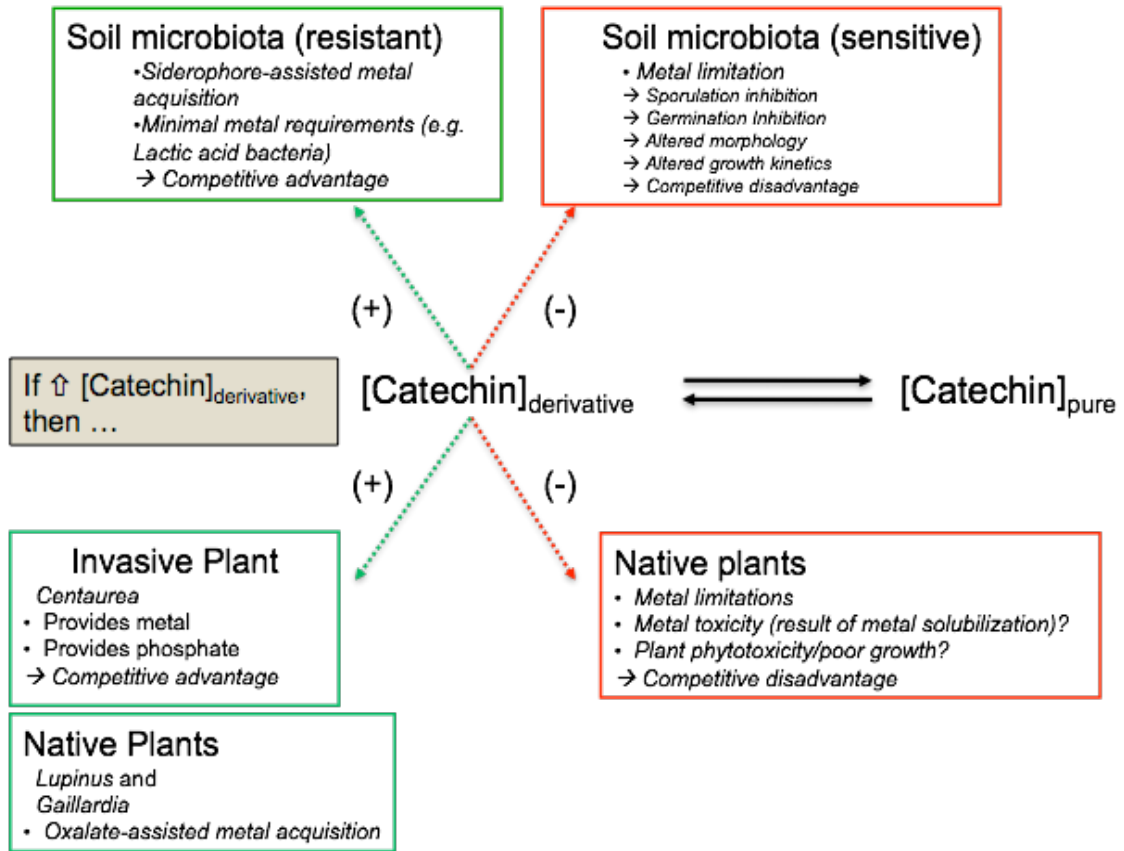 Soil microbiota (resistant)
•Siderophore-assisted metal
acquisition
•Minimal metal requirements (e.g.
Lactic acid bacteria)
→ Competitive advantage
Soil microbiota (sensitive)
• Metal limitation
→ Sporulation inhibition
→ Germination Inhibition
→ Altered morphology
→ Altered growth kinetics
→ Competitive disadvantage
(+)
(-)
If ⇧ [Catechin]derivative,
then ...
[Catechin]derivative
[Catechin]pure
(+)
(-)
Invasive Plant
Centaurea
• Provides metal
• Provides phosphate
→ Competitive advantage
Native plants
• Metal limitations
• Metal toxicity (result of metal solubilization)?
• Plant phytotoxicity/poor growth?
→ Competitive disadvantage
Native Plants
Lupinus and
Gaillardia
• Oxalate-assisted metal acquisition